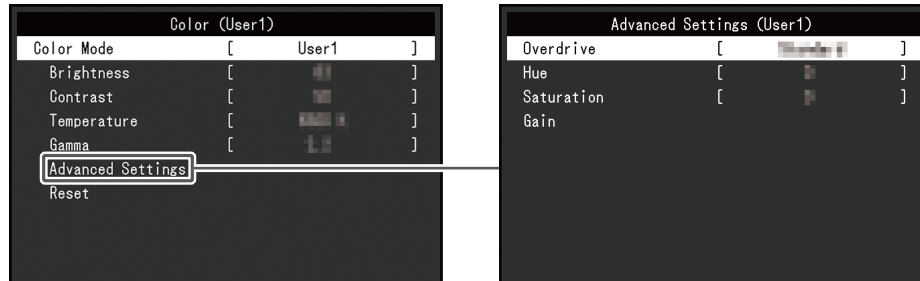 Color (User1)
Color Mode [ User1 ]
Brightness [ ]
Contrast [ ]
Temperature [ ]
Gamma [ ]
Advanced Settings
Reset
Advanced Settings (User1)
Overdrive [ ]
Hue [ ]
Saturation [ ]
Gain